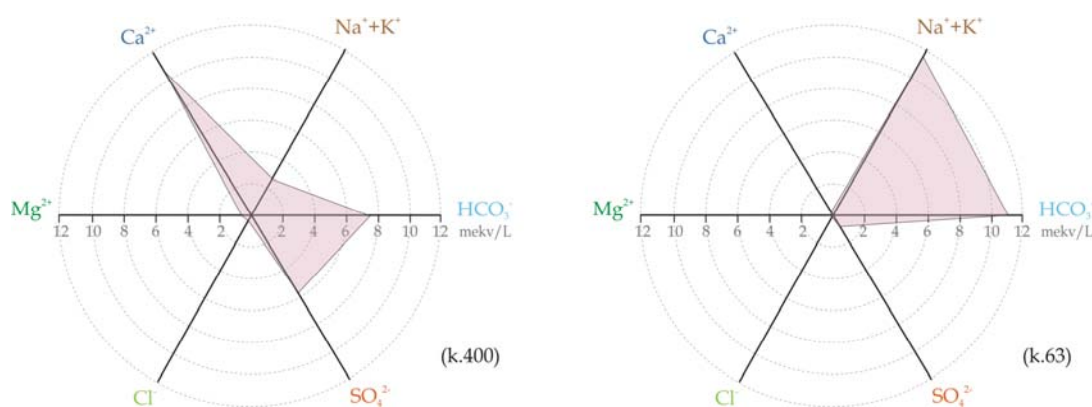 Ca²⁺
Na⁺+K⁺
Mg²⁺
HCO₃⁻
12 10 8 6 4 2 2 4 6 8 10 12 mekv/L
Cl⁻
SO₄²⁻
(k.400)
Ca²⁺
Na⁺+K⁺
Mg²⁺
HCO₃
12 10 8 6 4 2 2 4 6 8 10 12 mekv/L
Cl⁻
SO₄²⁻
(k.63)